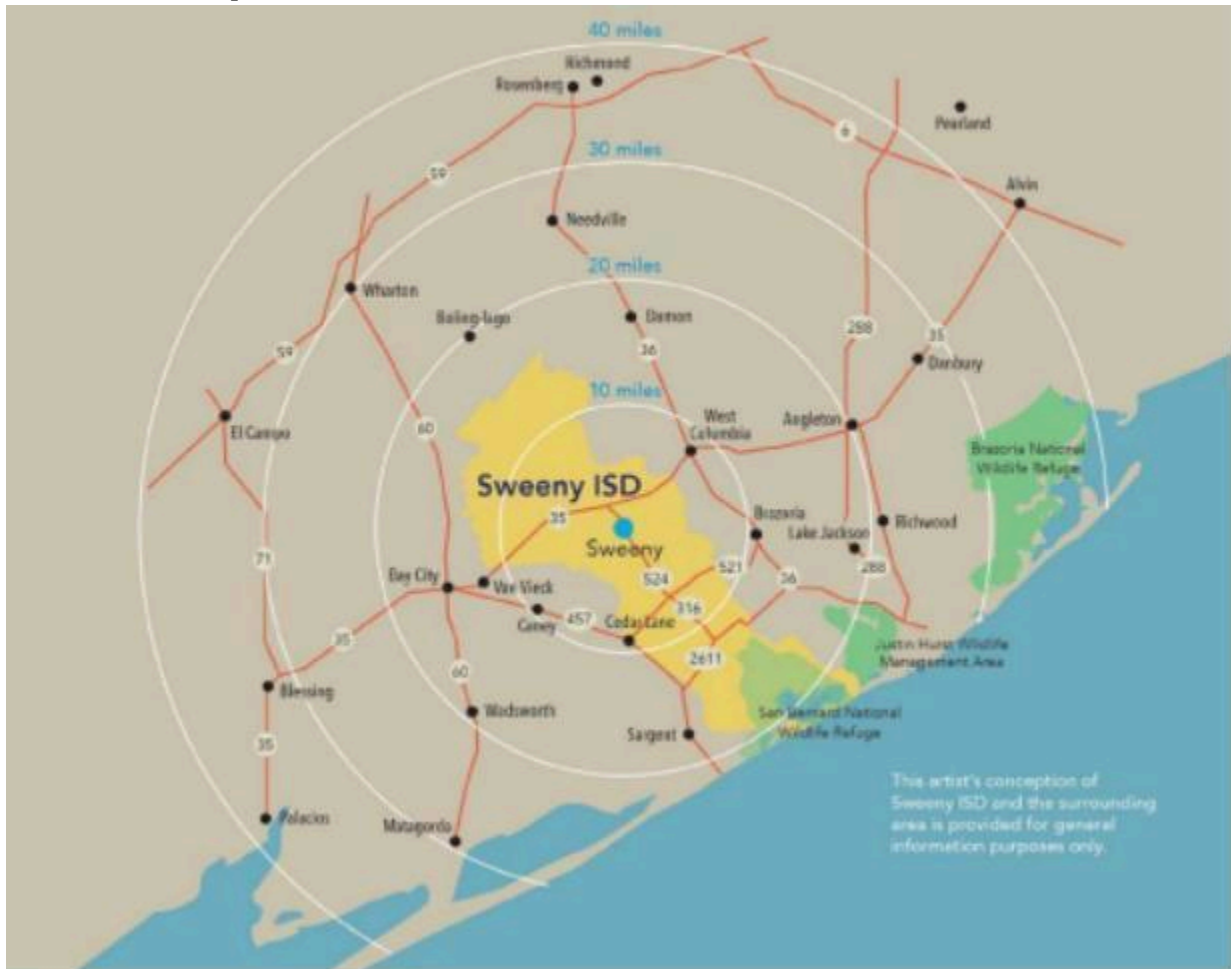 40 miles
Richmond
Rosenberg
Pearland
6
30 miles
59
Alvin
Needville
20 miles
Wharton
Boling-Iago
Damon
288
35
36
59
Danbury
10 miles
West
Columbia
Angleton
El Campo
60
Brazoria National
Wildlife Refuge
Sweeny ISD
35
Brazoria
Richwood
Lake Jackson
Sweeny
71
521
288
Bay City
524
36
Van Vleck
316
Caney
457
Cedar Lane
35
Justin Hurst Wildlife
Management Area
2611
60
Blessing
Wadsworth
San Bernard National
Wildlife Refuge
Sargent
35
This artist's conception of
Sweeny ISD and the surrounding
area is provided for general
information purposes only.
Palacios
Matagorda